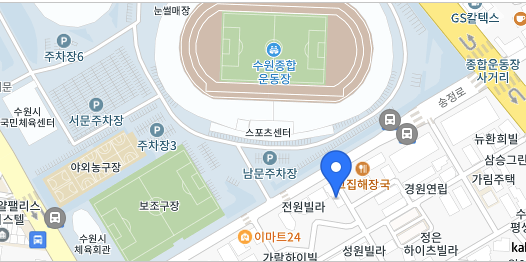 눈썰매장
GS칼텍스
주차장6
수원종합
운동장
종합운동장
사거리
수원시
국민체육센터
서문주차장
송정로
스포츠센터
주차장3
뉴환희빌
야외농구장
남문주차장
삼승그린
가림주택
집해장국
경원연립
보조구장
전원빌라
수원시
체육회관
이마트24
정은
하이츠빌라
성원빌라
가람하이빌